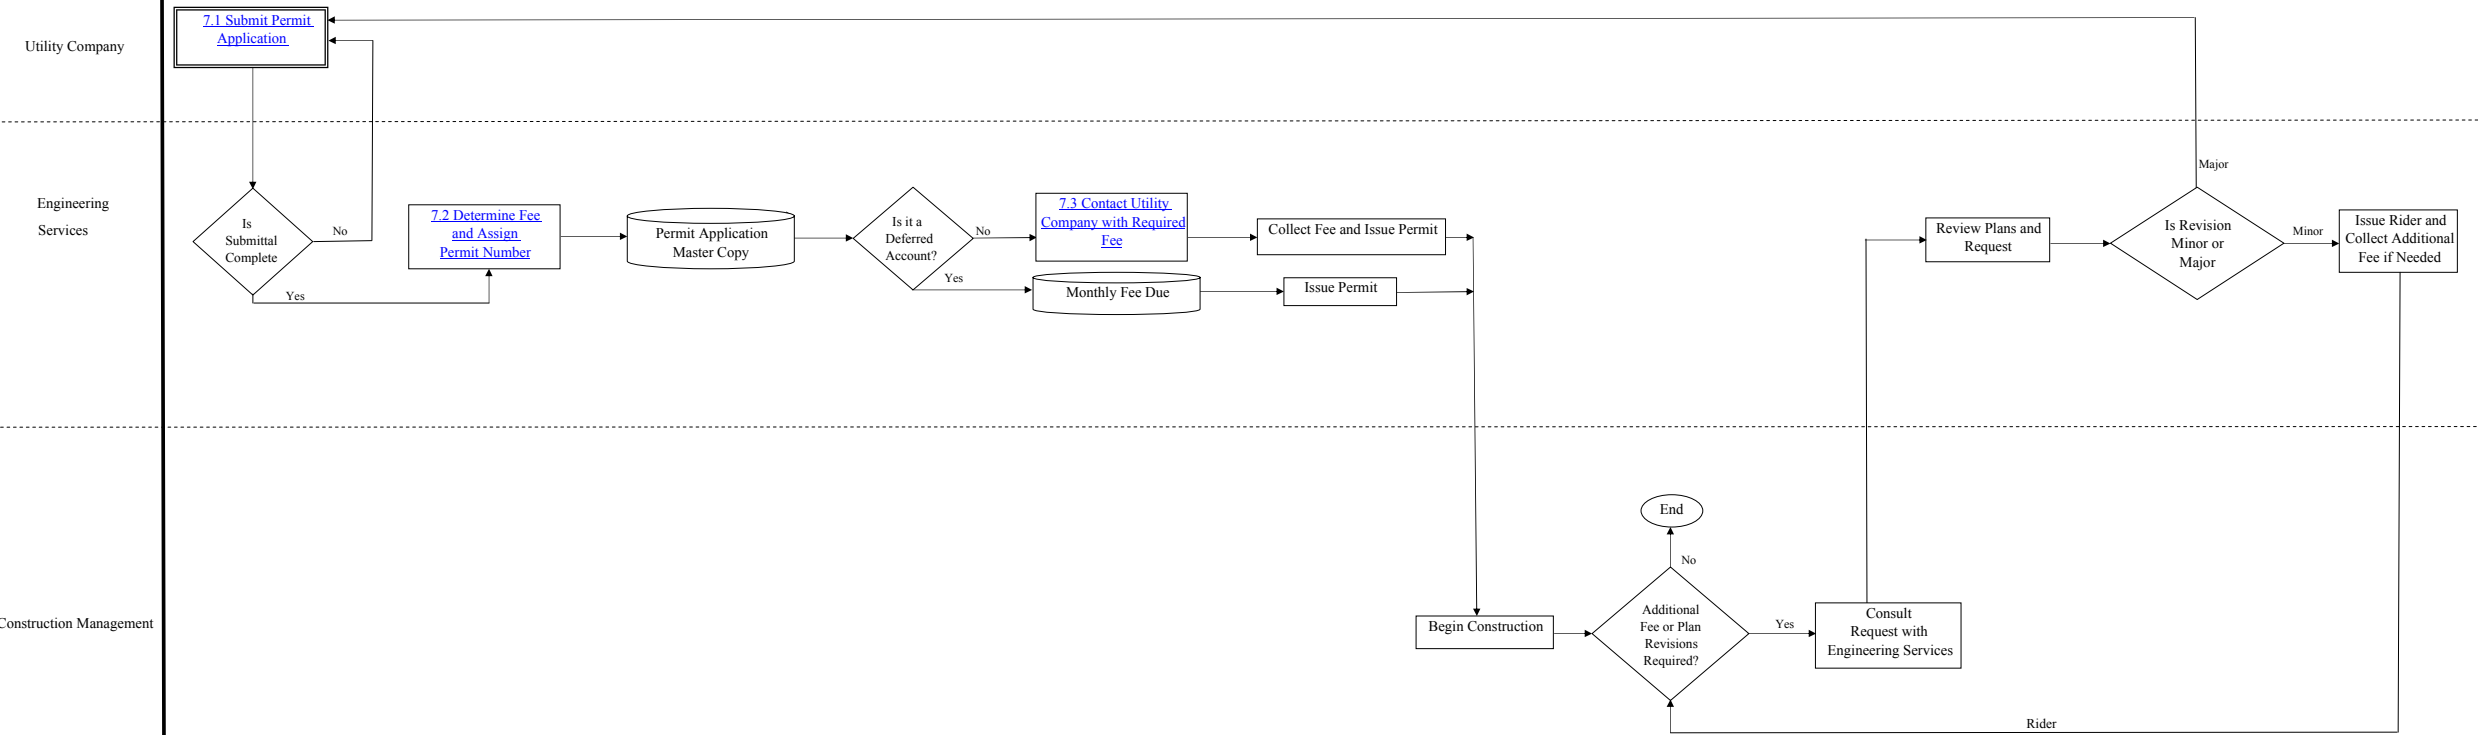 Utility Company
7.1 Submit Permit
Application
Engineering
Services
Is
Submittal
Complete
No
Yes
7.2 Determine Fee
and Assign
Permit Number
Permit Application
Master Copy
Is it a
Deferred
Account?
No
Yes
7.3 Contact Utility
Company with Required
Fee
Collect Fee and Issue Permit
Monthly Fee Due
Issue Permit
Review Plans and
Request
Major
Is Revision
Minor or
Major
Minor
Issue Rider and
Collect Additional
Fee if Needed
Construction Management
Begin Construction
End
No
Additional
Fee or Plan
Revisions
Required?
Yes
Consult
Request with
Engineering Services
Rider